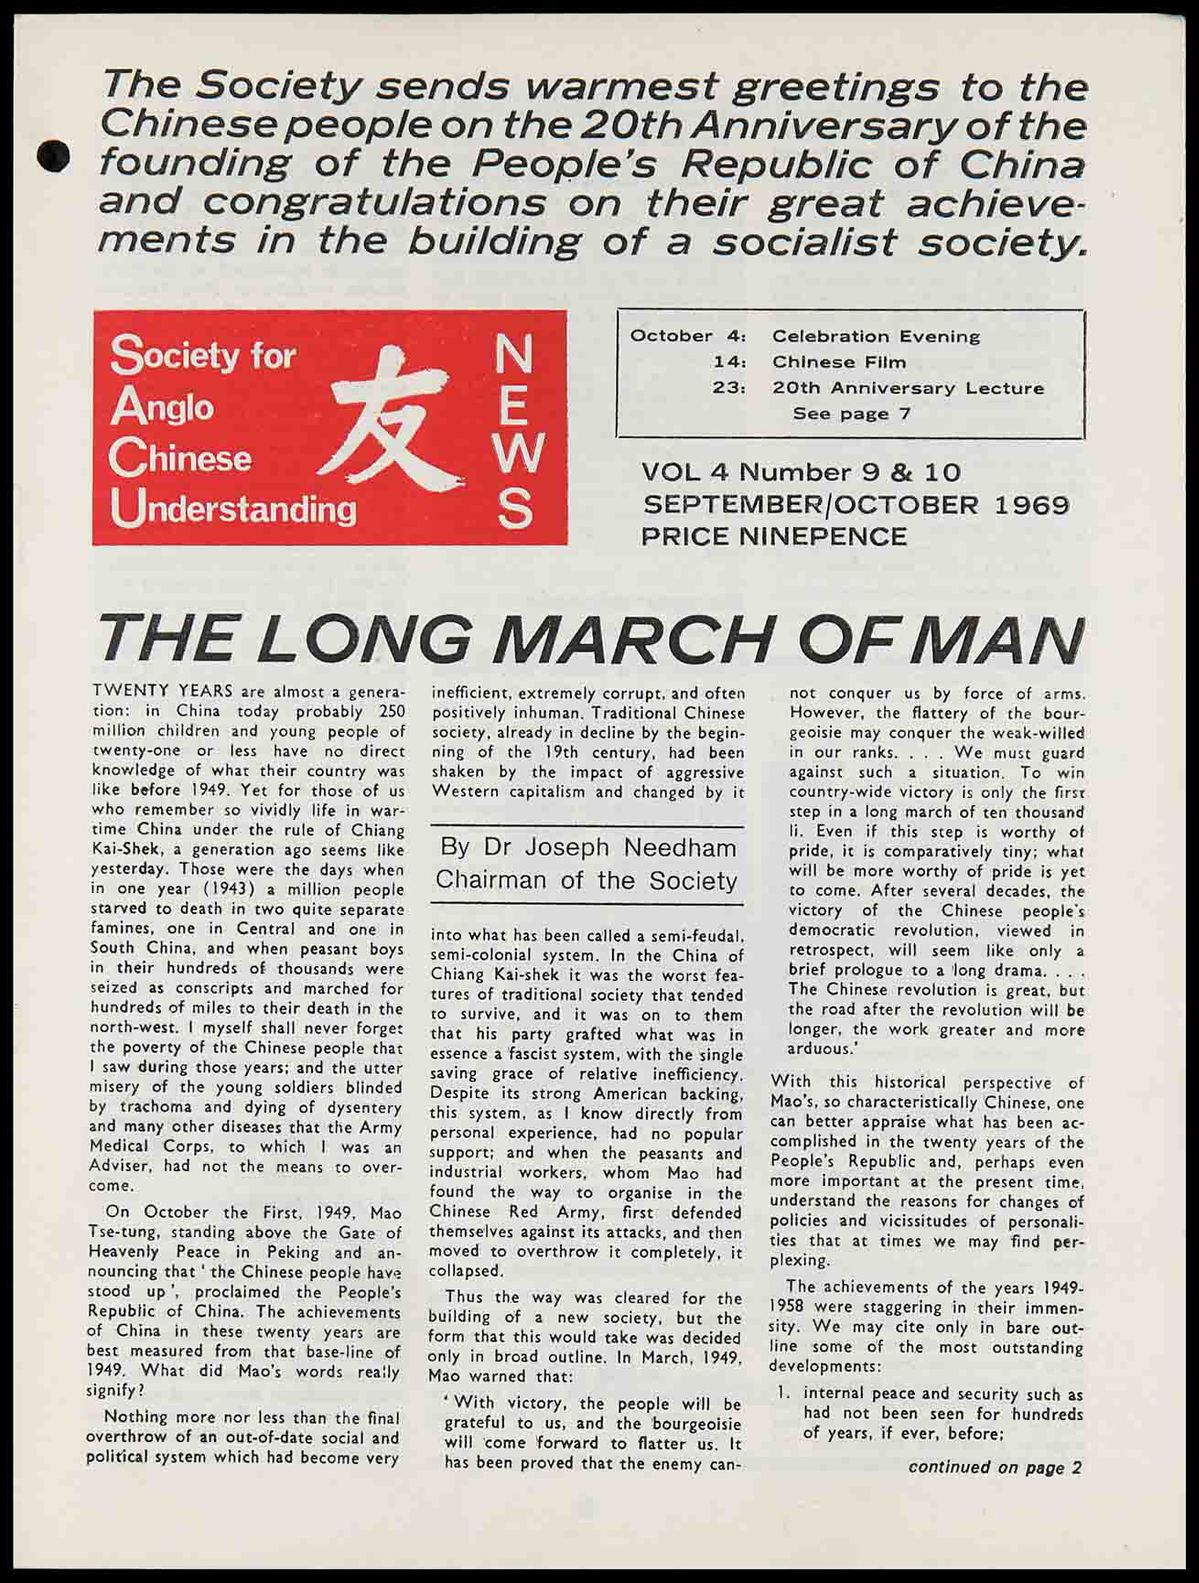 The Society sends warmest greetings to the
Chinese people on the 20th Anniversary of the
founding of the People's Republic of China
and congratulations on their great achieve-
ments in the building of a socialist society.
Society for
Anglo
Chinese
Understanding
友
NEWS
October 4: Celebration Evening
14: Chinese Film
23: 20th Anniversary Lecture
See page 7
VOL 4 Number 9 & 10
SEPTEMBER/OCTOBER 1969
PRICE NINEPENCE
THE LONG MARCH OF MAN
TWENTY YEARS are almost a genera-
tion: in China today probably 250
million children and young people of
twenty-one or less have no direct
knowledge of what their country was
like before 1949. Yet for those of us
who remember so vividly life in war-
time China under the rule of Chiang
Kai-Shek, a generation ago seems like
yesterday. Those were the days when
in one year (1943) a million people
starved to death in two quite separate
famines, one in Central and one in
South China, and when peasant boys
in their hundreds of thousands were
seized as conscripts and marched for
hundreds of miles to their death in the
north-west. I myself shall never forget
the poverty of the Chinese people that
I saw during those years; and the utter
misery of the young soldiers blinded
by trachoma and dying of dysentery
and many other diseases that the Army
Medical Corps, to which I was an
Adviser, had not the means to over-
come.
On October the First, 1949, Mao
Tse-tung, standing above the Gate of
Heavenly Peace in Peking and an-
nouncing that ' the Chinese people have
stood up ', proclaimed the People's
Republic of China. The achievements
of China in these twenty years are
best measured from that base-line of
1949. What did Mao's words really
signify?
Nothing more nor less than the final
overthrow of an out-of-date social and
political system which had become very
inefficient, extremely corrupt, and often
positively inhuman. Traditional Chinese
society, already in decline by the begin-
ning of the 19th century, had been
shaken by the impact of aggressive
Western capitalism and changed by it
By Dr Joseph Needham
Chairman of the Society
into what has been called a semi-feudal,
semi-colonial system. In the China of
Chiang Kai-shek it was the worst fea-
tures of traditional society that tended
to survive, and it was on to them
that his party grafted what was in
essence a fascist system, with the single
saving grace of relative inefficiency.
Despite its strong American backing,
this system, as I know directly from
personal experience, had no popular
support; and when the peasants and
industrial workers, whom Mao had
found the way to organise in the
Chinese Red Army, first defended
themselves against its attacks, and then
moved to overthrow it completely, it
collapsed.
Thus the way was cleared for the
building of a new society, but the
form that this would take was decided
only in broad outline. In March, 1949,
Mao warned that:
' With victory, the people will be
grateful to us, and the bourgeoisie
will come forward to flatter us. It
has been proved that the enemy can-
not conquer us by force of arms.
However, the flattery of the bour-
geoisie may conquer the weak-willed
in our ranks. . . . We must guard
against such a situation. To win
country-wide victory is only the first
step in a long march of ten thousand
li. Even if this step is worthy of
pride, it is comparatively tiny; what
will be more worthy of pride is yet
to come. After several decades, the
victory of the Chinese people's
democratic revolution, viewed in
retrospect, will seem like only a
brief prologue to a long drama. . . .
The Chinese revolution is great, but
the road after the revolution will be
longer, the work greater and more
arduous.'
With this historical perspective of
Mao's, so characteristically Chinese, one
can better appraise what has been ac-
complished in the twenty years of the
People's Republic and, perhaps even
more important at the present time,
understand the reasons for changes of
policies and vicissitudes of personali-
ties that at times we may find per-
plexing.
The achievements of the years 1949-
1958 were staggering in their immen-
sity. We may cite only in bare out-
line some of the most outstanding
developments:
1. internal peace and security such as
had not been seen for hundreds
of years, if ever, before;
continued on page 2